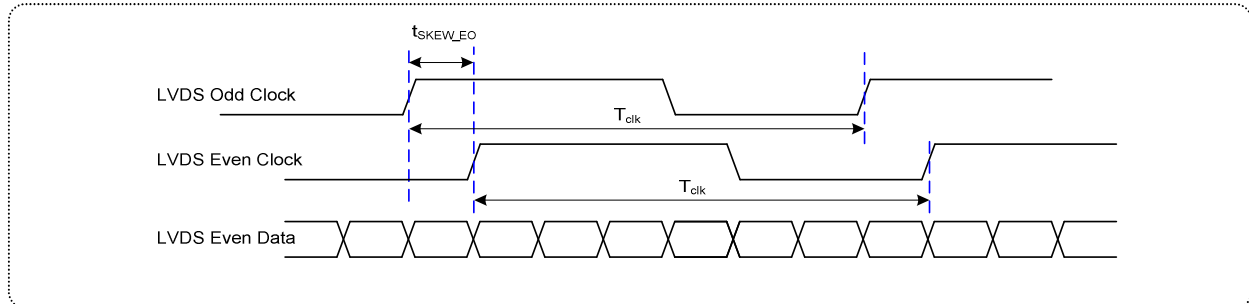 tSKEW_EO
LVDS Odd Clock
Tclk
LVDS Even Clock
Tclk
LVDS Even Data